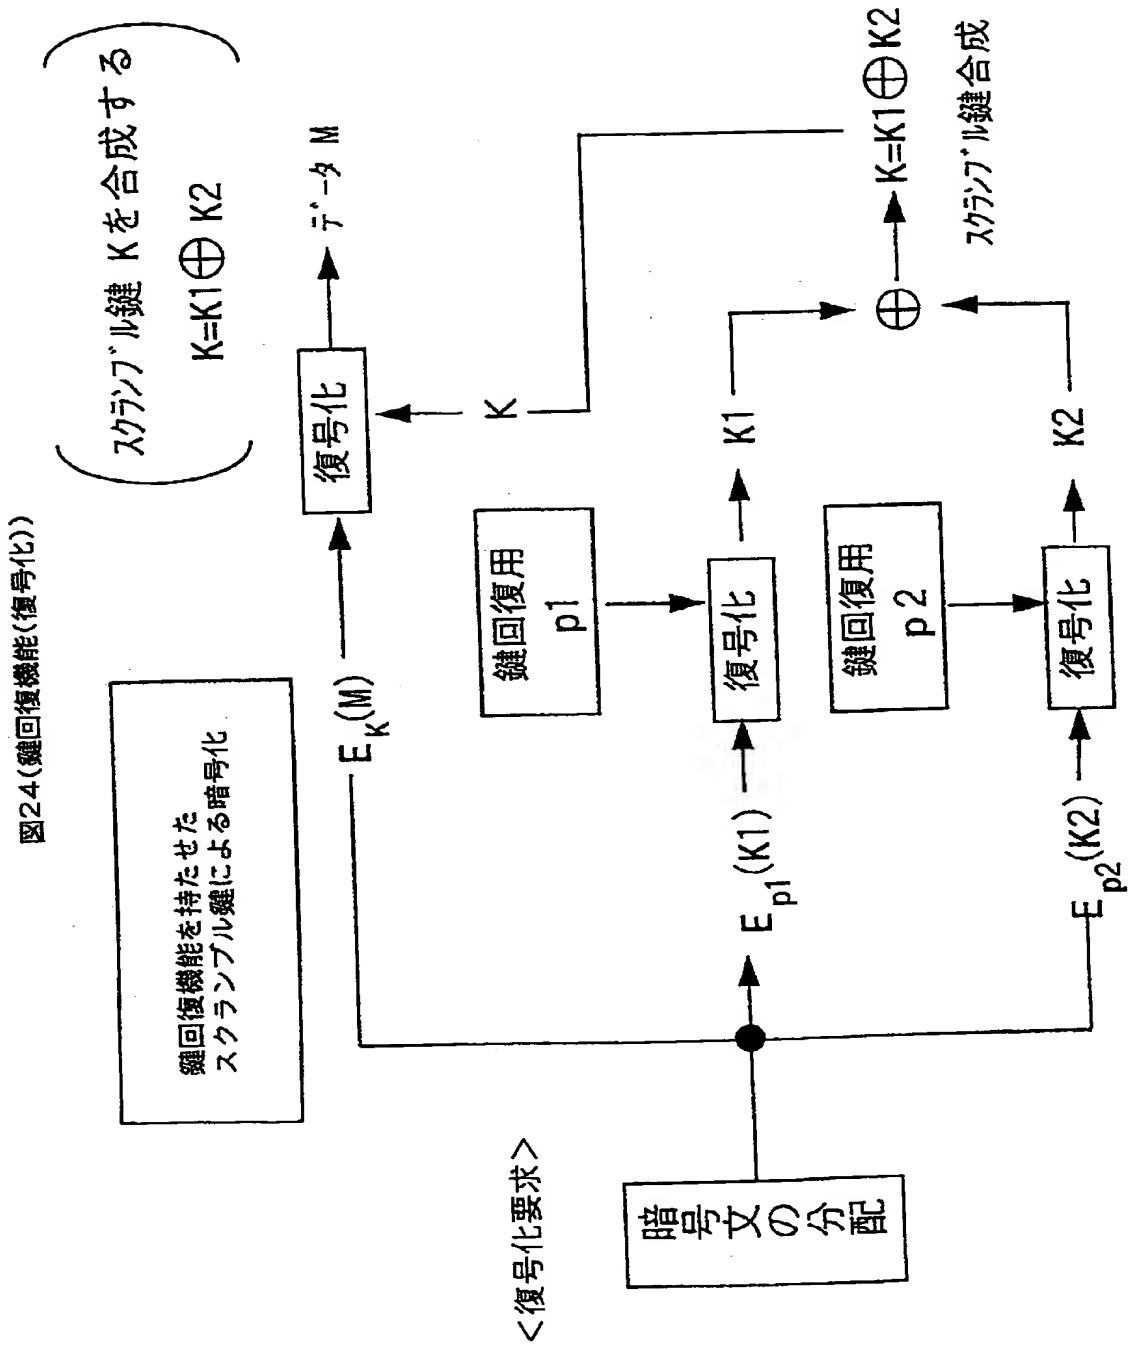 図24(鍵回復機能(復号化))
鍵回復機能を持たせた
スクランブル鍵による暗号化
スクランブル鍵 Kを合成する
K=K1⊕K2
<復号化要求>
暗号文の分配
EK(M)
復号化
データ M
K
鍵回復用
p1
Ep1(K1)
復号化
K1
鍵回復用
p2
Ep2(K2)
復号化
K2
⊕
K=K1⊕K2
スクランブル鍵合成